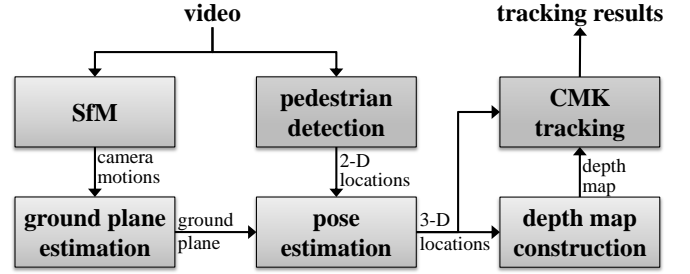 video
tracking results
SfM
pedestrian
detection
CMK
tracking
camera
motions
2-D
locations
depth
map
ground plane
estimation
ground
plane
pose
estimation
3-D
locations
depth map
construction